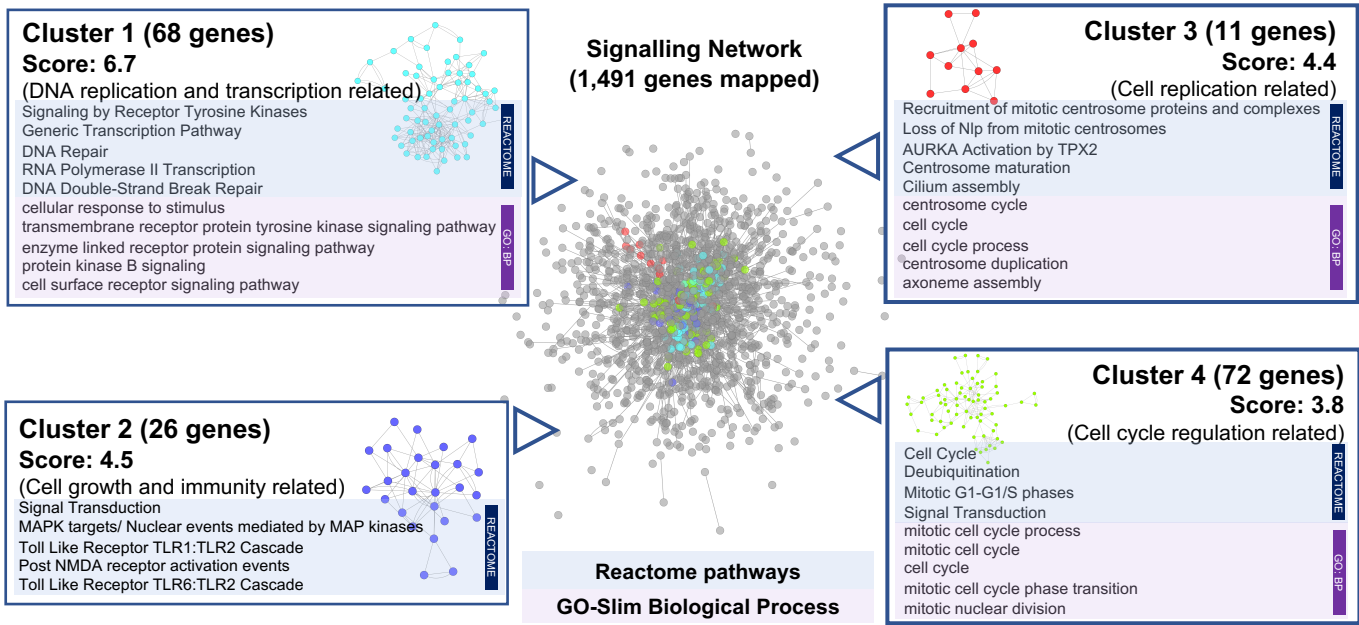 Cluster 1 (68 genes)
Score: 6.7
(DNA replication and transcription related)
Signaling by Receptor Tyrosine Kinases
Generic Transcription Pathway
DNA Repair
RNA Polymerase II Transcription
DNA Double-Strand Break Repair
REACTOME
cellular response to stimulus
transmembrane receptor protein tyrosine kinase signaling pathway
enzyme linked receptor protein signaling pathway
protein kinase B signaling
cell surface receptor signaling pathway
GO: BP
Cluster 2 (26 genes)
Score: 4.5
(Cell growth and immunity related)
Signal Transduction
MAPK targets/ Nuclear events mediated by MAP kinases
Toll Like Receptor TLR1:TLR2 Cascade
Post NMDA receptor activation events
Toll Like Receptor TLR6:TLR2 Cascade
REACTOME
Signalling Network
(1,491 genes mapped)
Reactome pathways
GO-Slim Biological Process
Cluster 3 (11 genes)
Score: 4.4
(Cell replication related)
Recruitment of mitotic centrosome proteins and complexes
Loss of Nlp from mitotic centrosomes
AURKA Activation by TPX2
Centrosome maturation
Cilium assembly
REACTOME
centrosome cycle
cell cycle
cell cycle process
centrosome duplication
axoneme assembly
GO: BP
Cluster 4 (72 genes)
Score: 3.8
(Cell cycle regulation related)
Cell Cycle
Deubiquitination
Mitotic G1-G1/S phases
Signal Transduction
REACTOME
mitotic cell cycle process
mitotic cell cycle
cell cycle
mitotic cell cycle phase transition
mitotic nuclear division
GO: BP